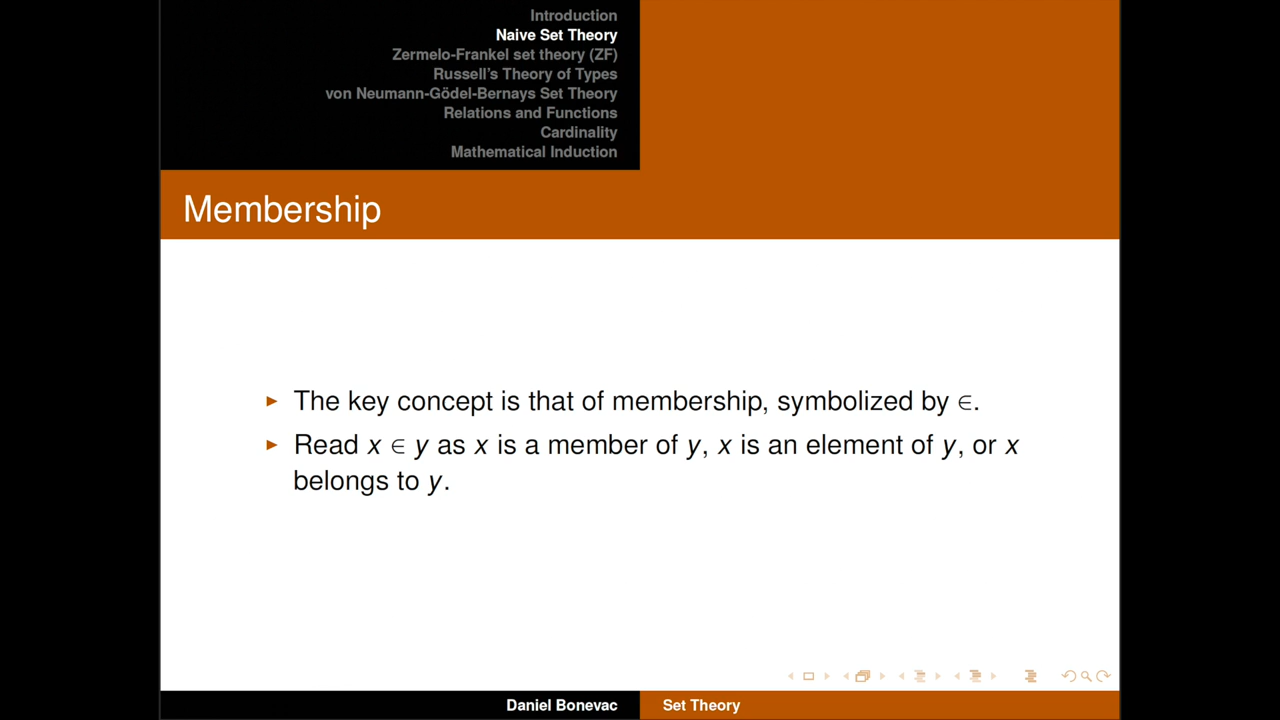 Introduction
Naive Set Theory
Zermelo-Frankel set theory (ZF)
Russell's Theory of Types
von Neumann-Gödel-Bernays Set Theory
Relations and Functions
Cardinality
Mathematical Induction
Membership
The key concept is that of membership, symbolized by ∈.
Read x ∈ y as x is a member of y, x is an element of y, or x
belongs to y.
Daniel Bonevac
Set Theory